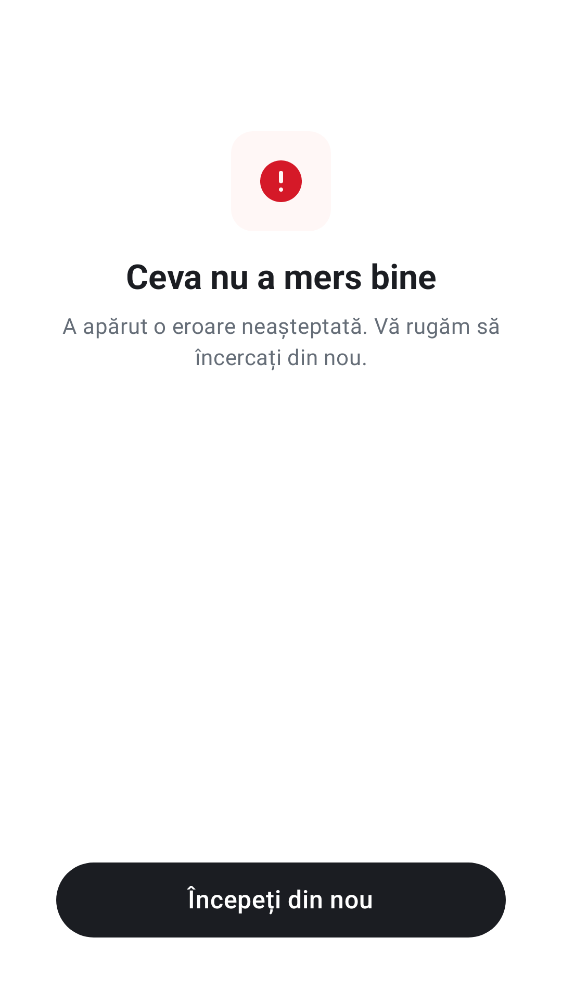 Ceva nu a mers bine
A apărut o eroare neașteptată. Vă rugăm să
încercați din nou.
Începeți din nou